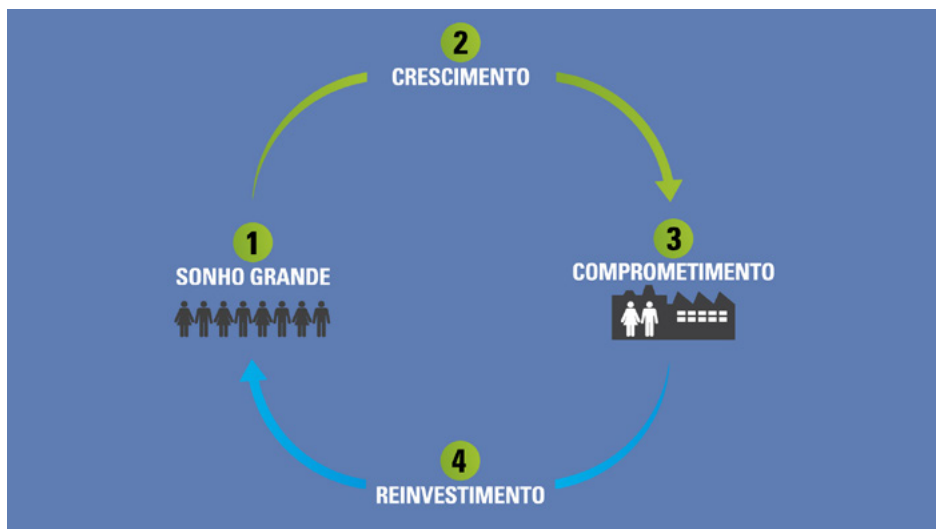 2
CRESCIMENTO
1
SONHO GRANDE
3
COMPROMETIMENTO
4
REINVESTIMENTO